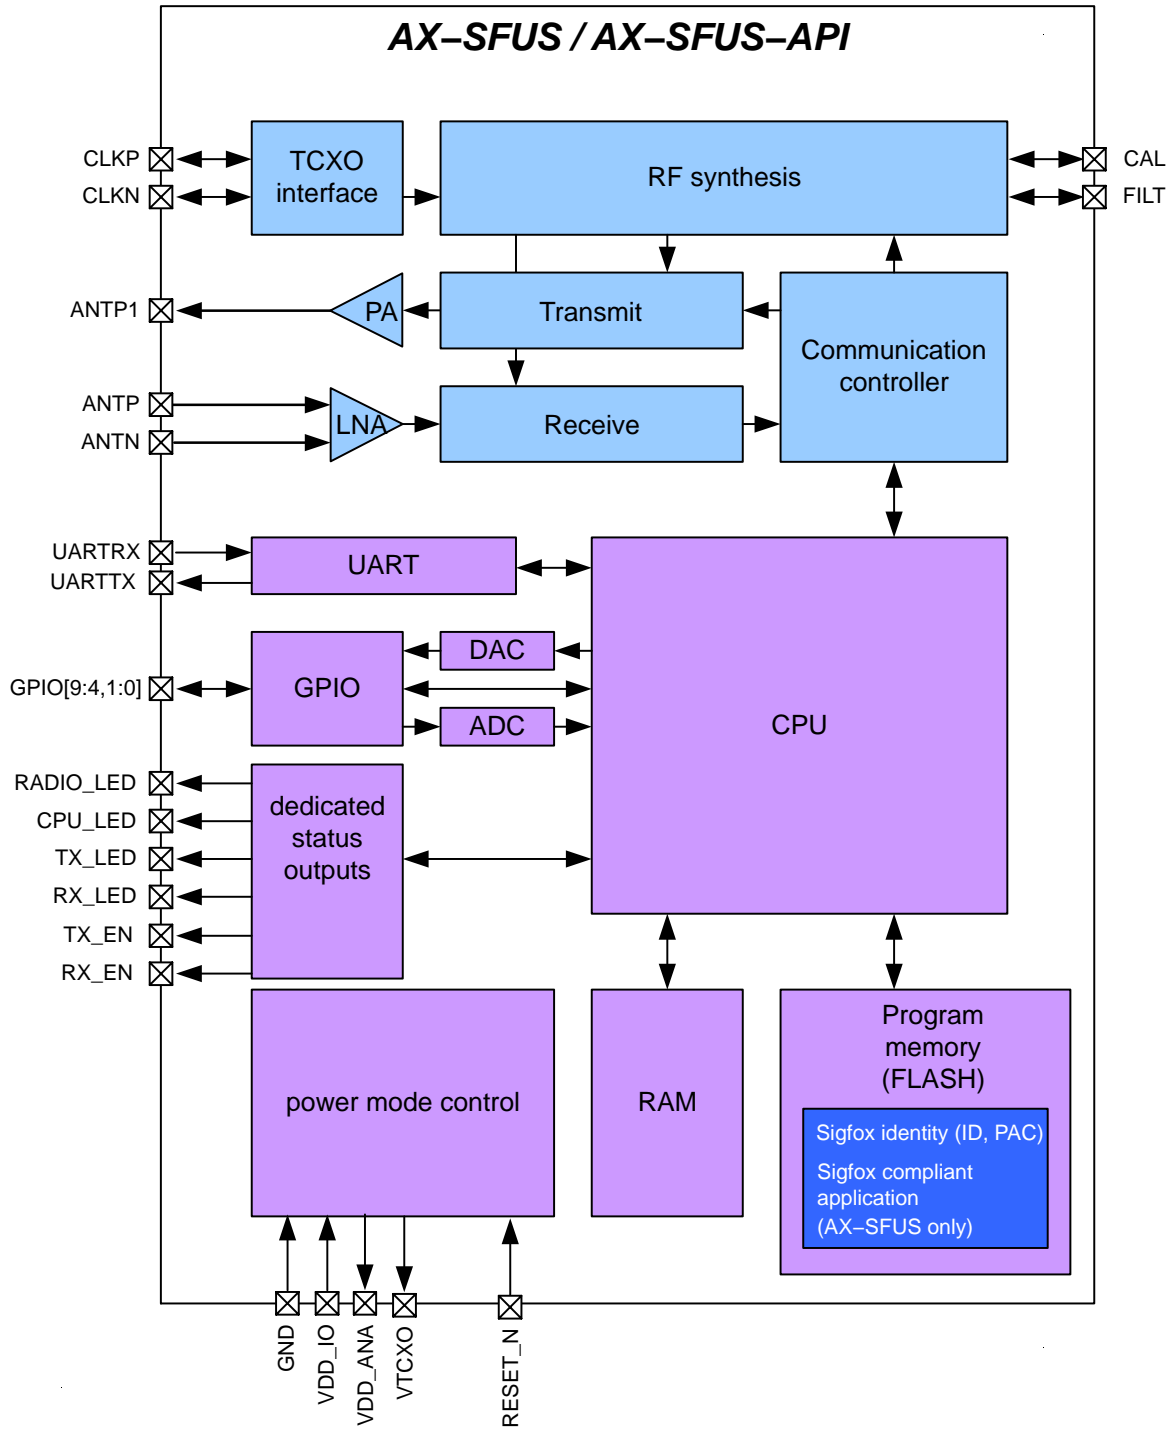 AX–SFUS / AX–SFUS–API
CLKP
CLKN
TCXO
interface
RF synthesis
CAL
FILT
ANTP1
PA
Transmit
Communication
controller
ANTP
ANTN
LNA
Receive
UARTRX
UARTTX
UART
GPIO[9:4,1:0]
GPIO
DAC
ADC
CPU
RADIO_LED
CPU_LED
TX_LED
RX_LED
TX_EN
RX_EN
dedicated
status
outputs
power mode control
RAM
Program
memory
(FLASH)
Sigfox identity (ID, PAC)
Sigfox compliant
application
(AX–SFUS only)
GND
VDD_IO
VDD_ANA
VTCXO
RESET_N